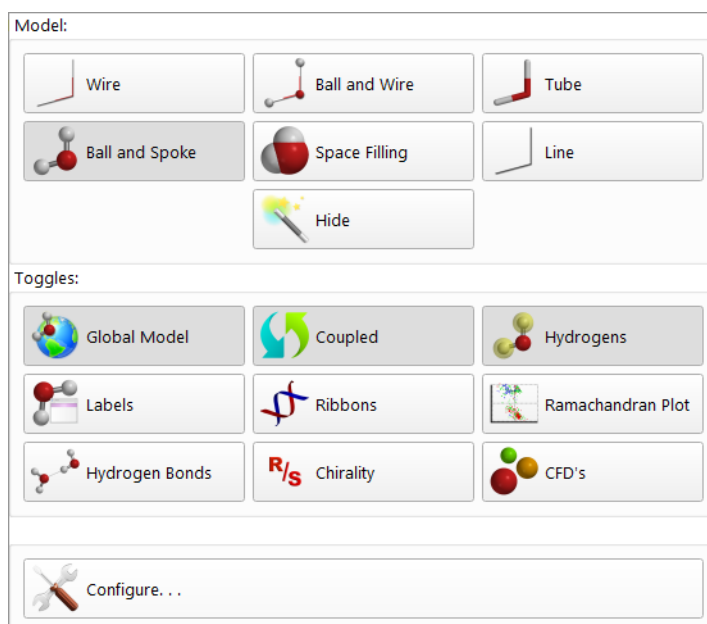 Model:
Wire
Ball and Wire
Tube
Ball and Spoke
Space Filling
Line
Hide
Toggles:
Global Model
Coupled
Hydrogens
Labels
Ribbons
Ramachandran Plot
Hydrogen Bonds
R/S
Chirality
CFD's
Configure. . .